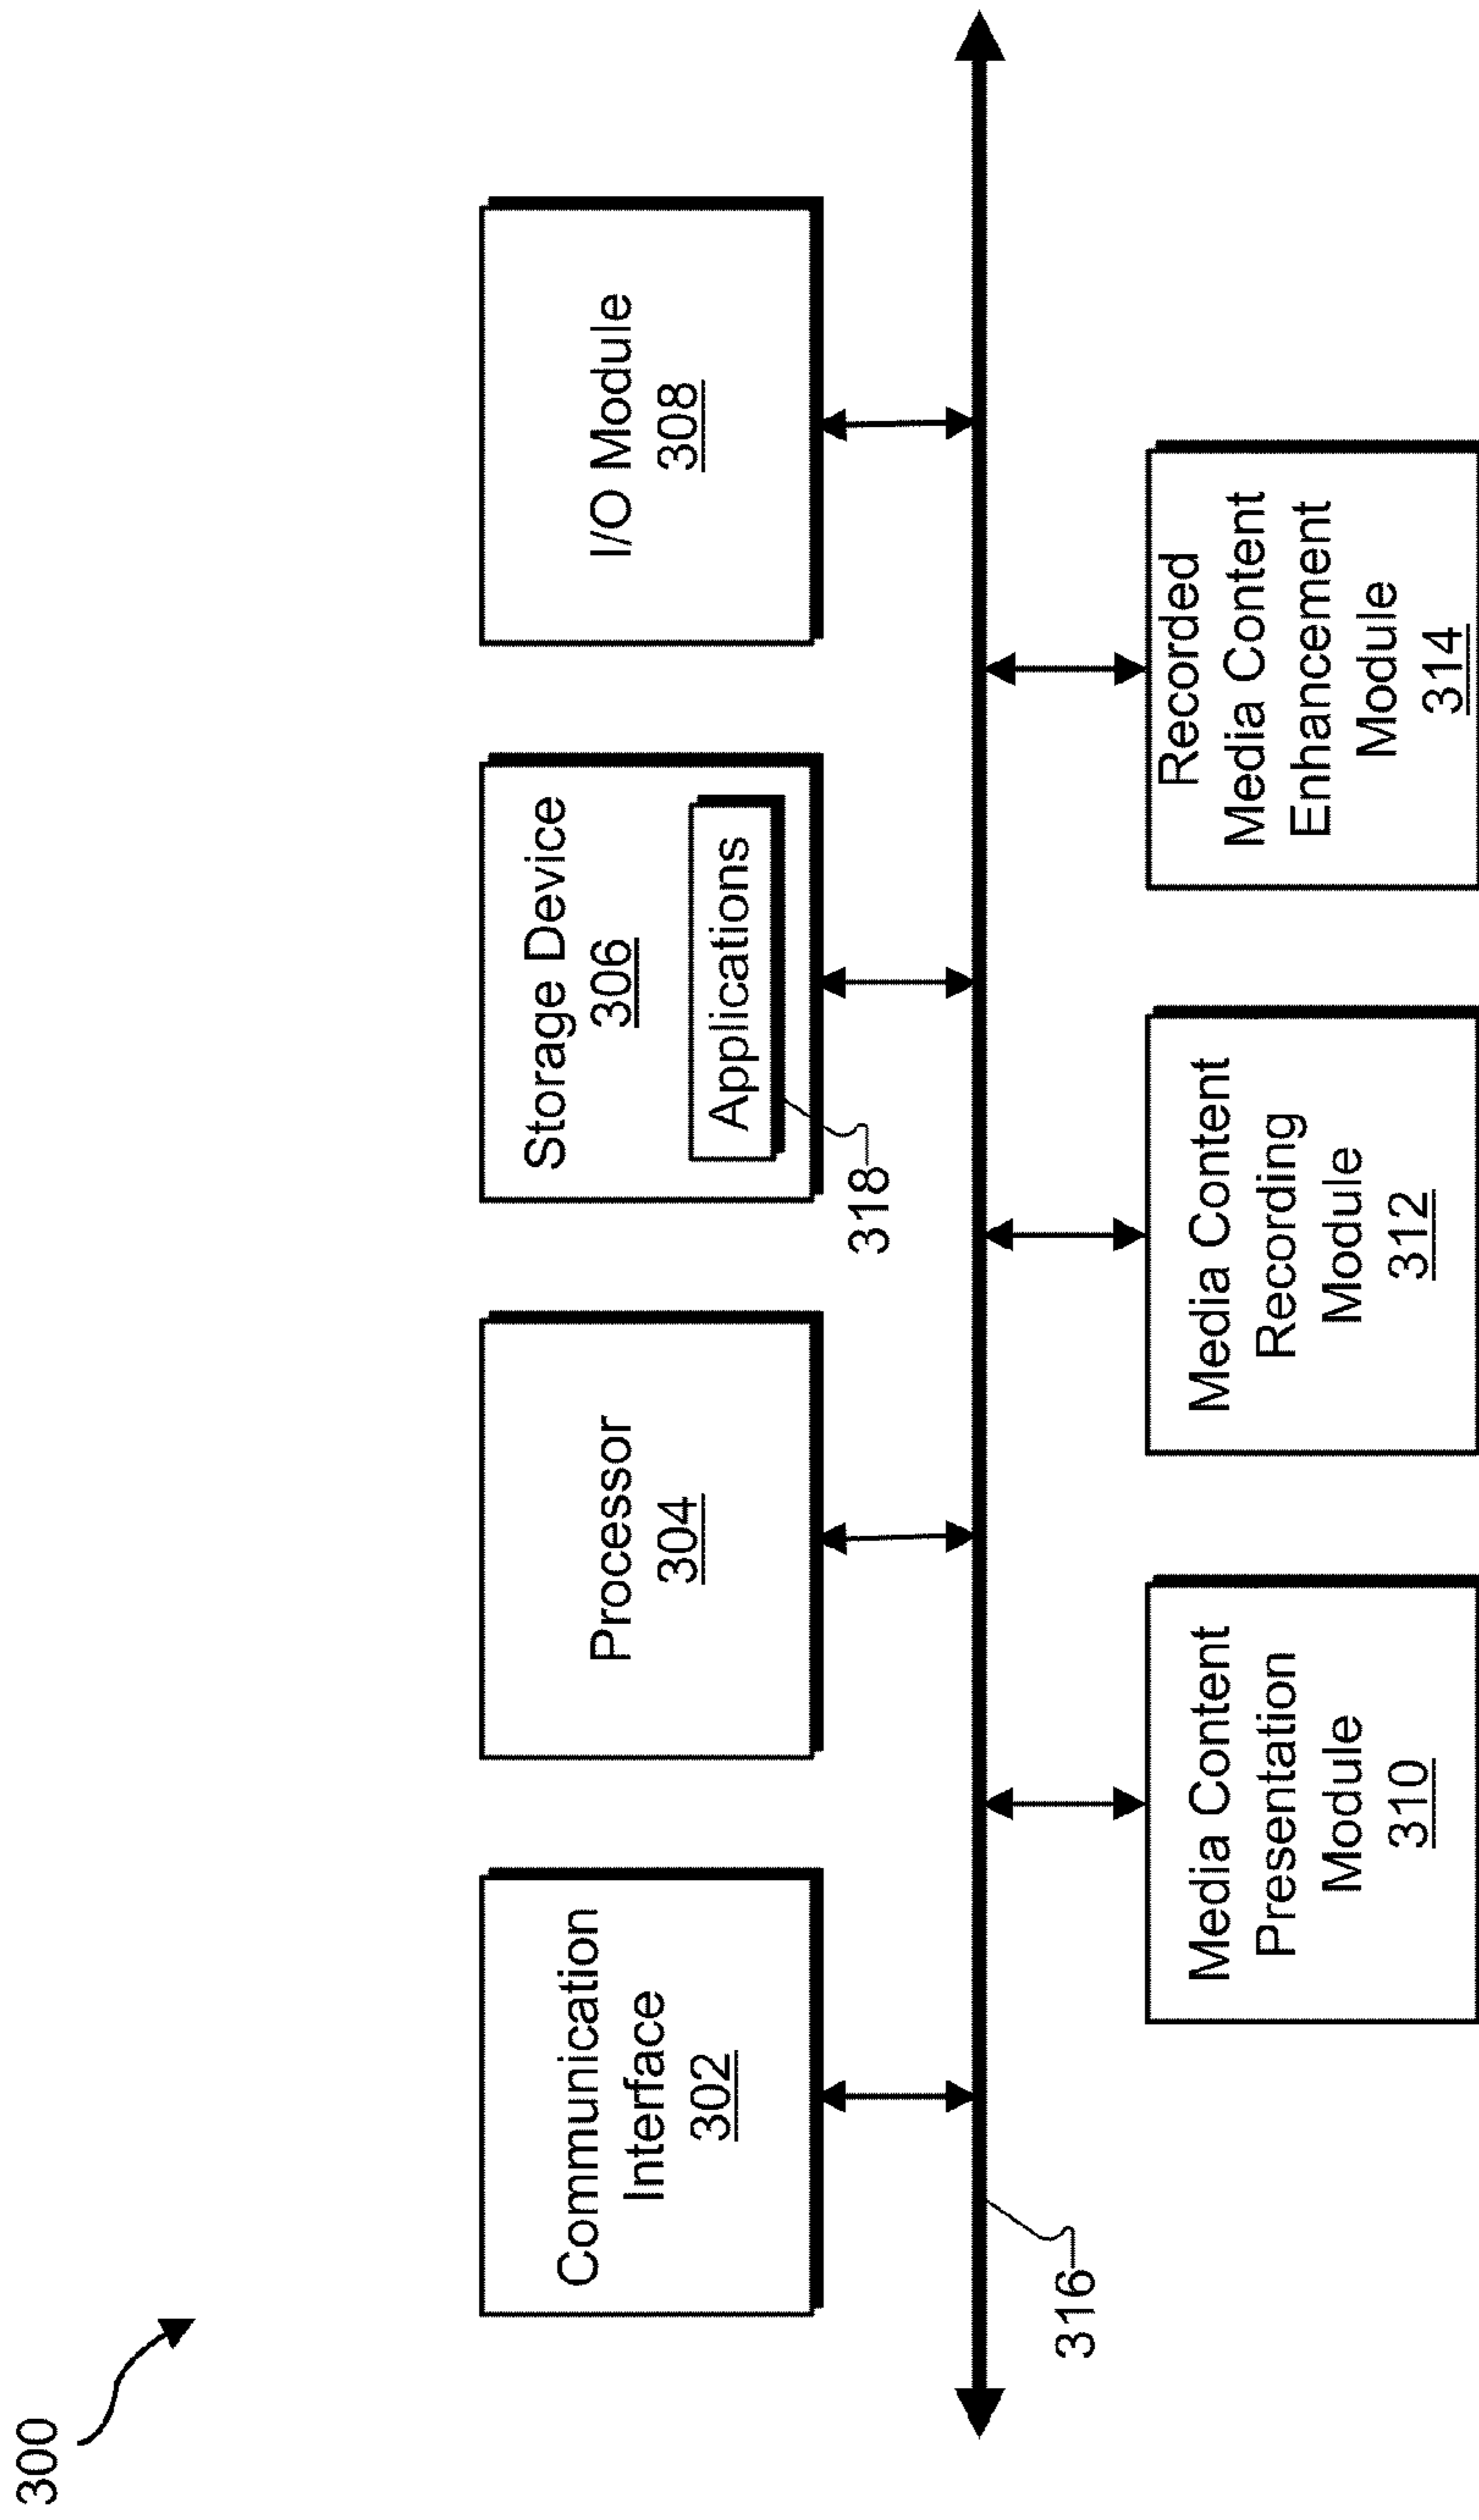 300
Communication
Interface
302
Processor
304
Storage Device
306
Applications
318
I/O Module
308
316
Media Content
Presentation
Module
310
Media Content
Recording
Module
312
Recorded
Media Content
Enhancement
Module
314